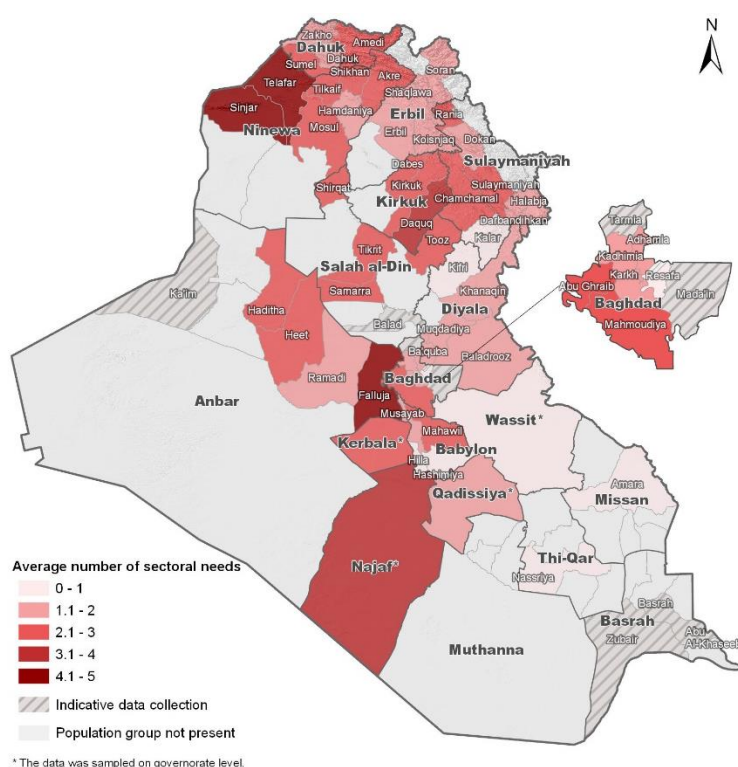 N
Zakho
Amedi
Dahuk
Sumel
Dahuk
Shikhan
Akre
Soran
Telafar
Tilkaif
Shaqlawa
Sinjar
Hamdaniya
Erbil
Rania
Ninewa
Mosul
Erbil
Koisnjaq
Dokan
Dabes
Sulaymaniyah
Shirqat
Kirkuk
Sulaymaniyah
Kirkuk
Chamchamal
Halabja
Daquq
Darbandihkan
Tooz
Kalar
Tikrit
Salah al-Din
Kifri
Samarra
Khanaqin
Ka'im
Diyala
Haditha
Balad
Muqdadiya
Heet
Ba'quba
Baladrooz
Ramadi
Baghdad
Anbar
Falluja
Musayab
Wassit*
Kerbala*
Mahawil
Babylon
Hilla
Hashimiya
Amara
Qadissiya*
Missan
Najaf*
Thi-Qar
Nassriya
Basrah
Basrah
Zubair
Abu
Al-Khaseeb
Muthanna
Tarmia
Adhamia
Kadhimia
Abu Ghraib
Karkh
Resafa
Baghdad
Mada'in
Mahmoudiya
Average number of sectoral needs
0 - 1
1.1 - 2
2.1 - 3
3.1 - 4
4.1 - 5
Indicative data collection
Population group not present
* The data was sampled on governorate level.